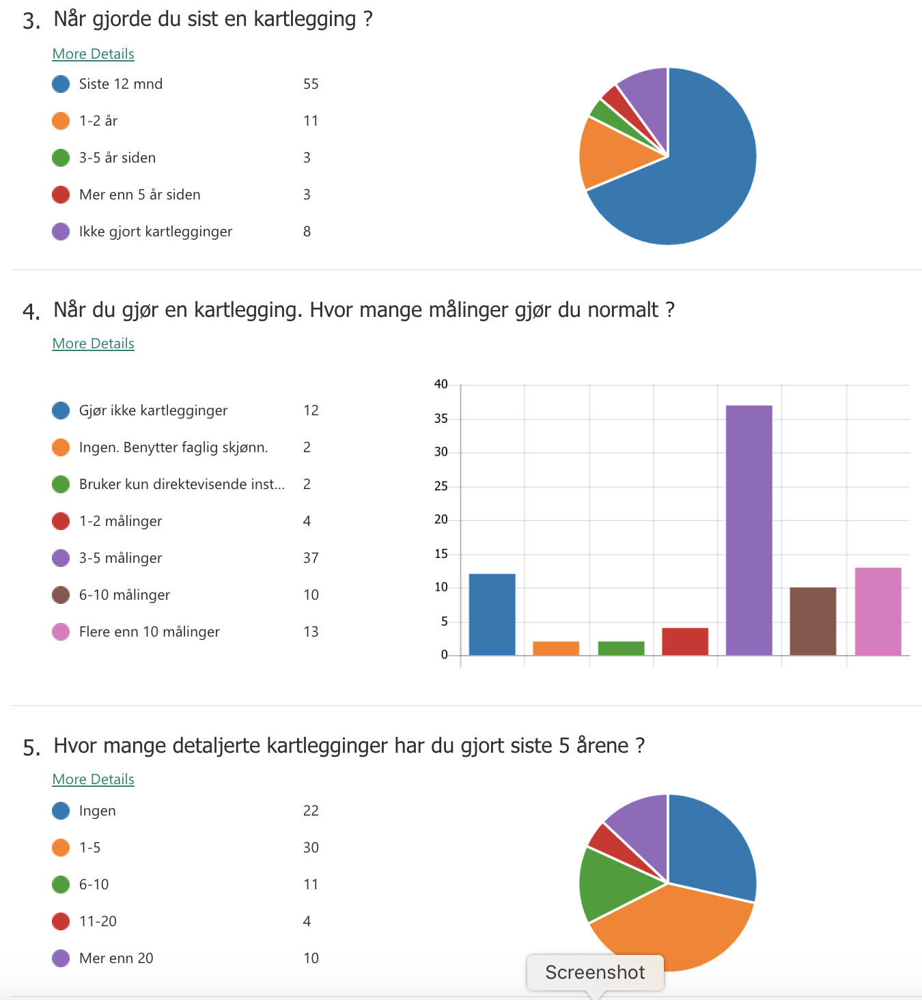 3. Når gjorde du sist en kartlegging ?
More Details
Siste 12 mnd 55
1-2 år 11
3-5 år siden 3
Mer enn 5 år siden 3
Ikke gjort kartlegginger 8
4. Når du gjør en kartlegging. Hvor mange målinger gjør du normalt ?
More Details
Gjør ikke kartlegginger 12
Ingen. Benytter faglig skjønn. 2
Bruker kun direktevisende inst... 2
1-2 målinger 4
3-5 målinger 37
6-10 målinger 10
Flere enn 10 målinger 13
40
35
30
25
20
15
10
5
0
5. Hvor mange detaljerte kartlegginger har du gjort siste 5 årene ?
More Details
Ingen 22
1-5 30
6-10 11
11-20 4
Mer enn 20 10
Screenshot